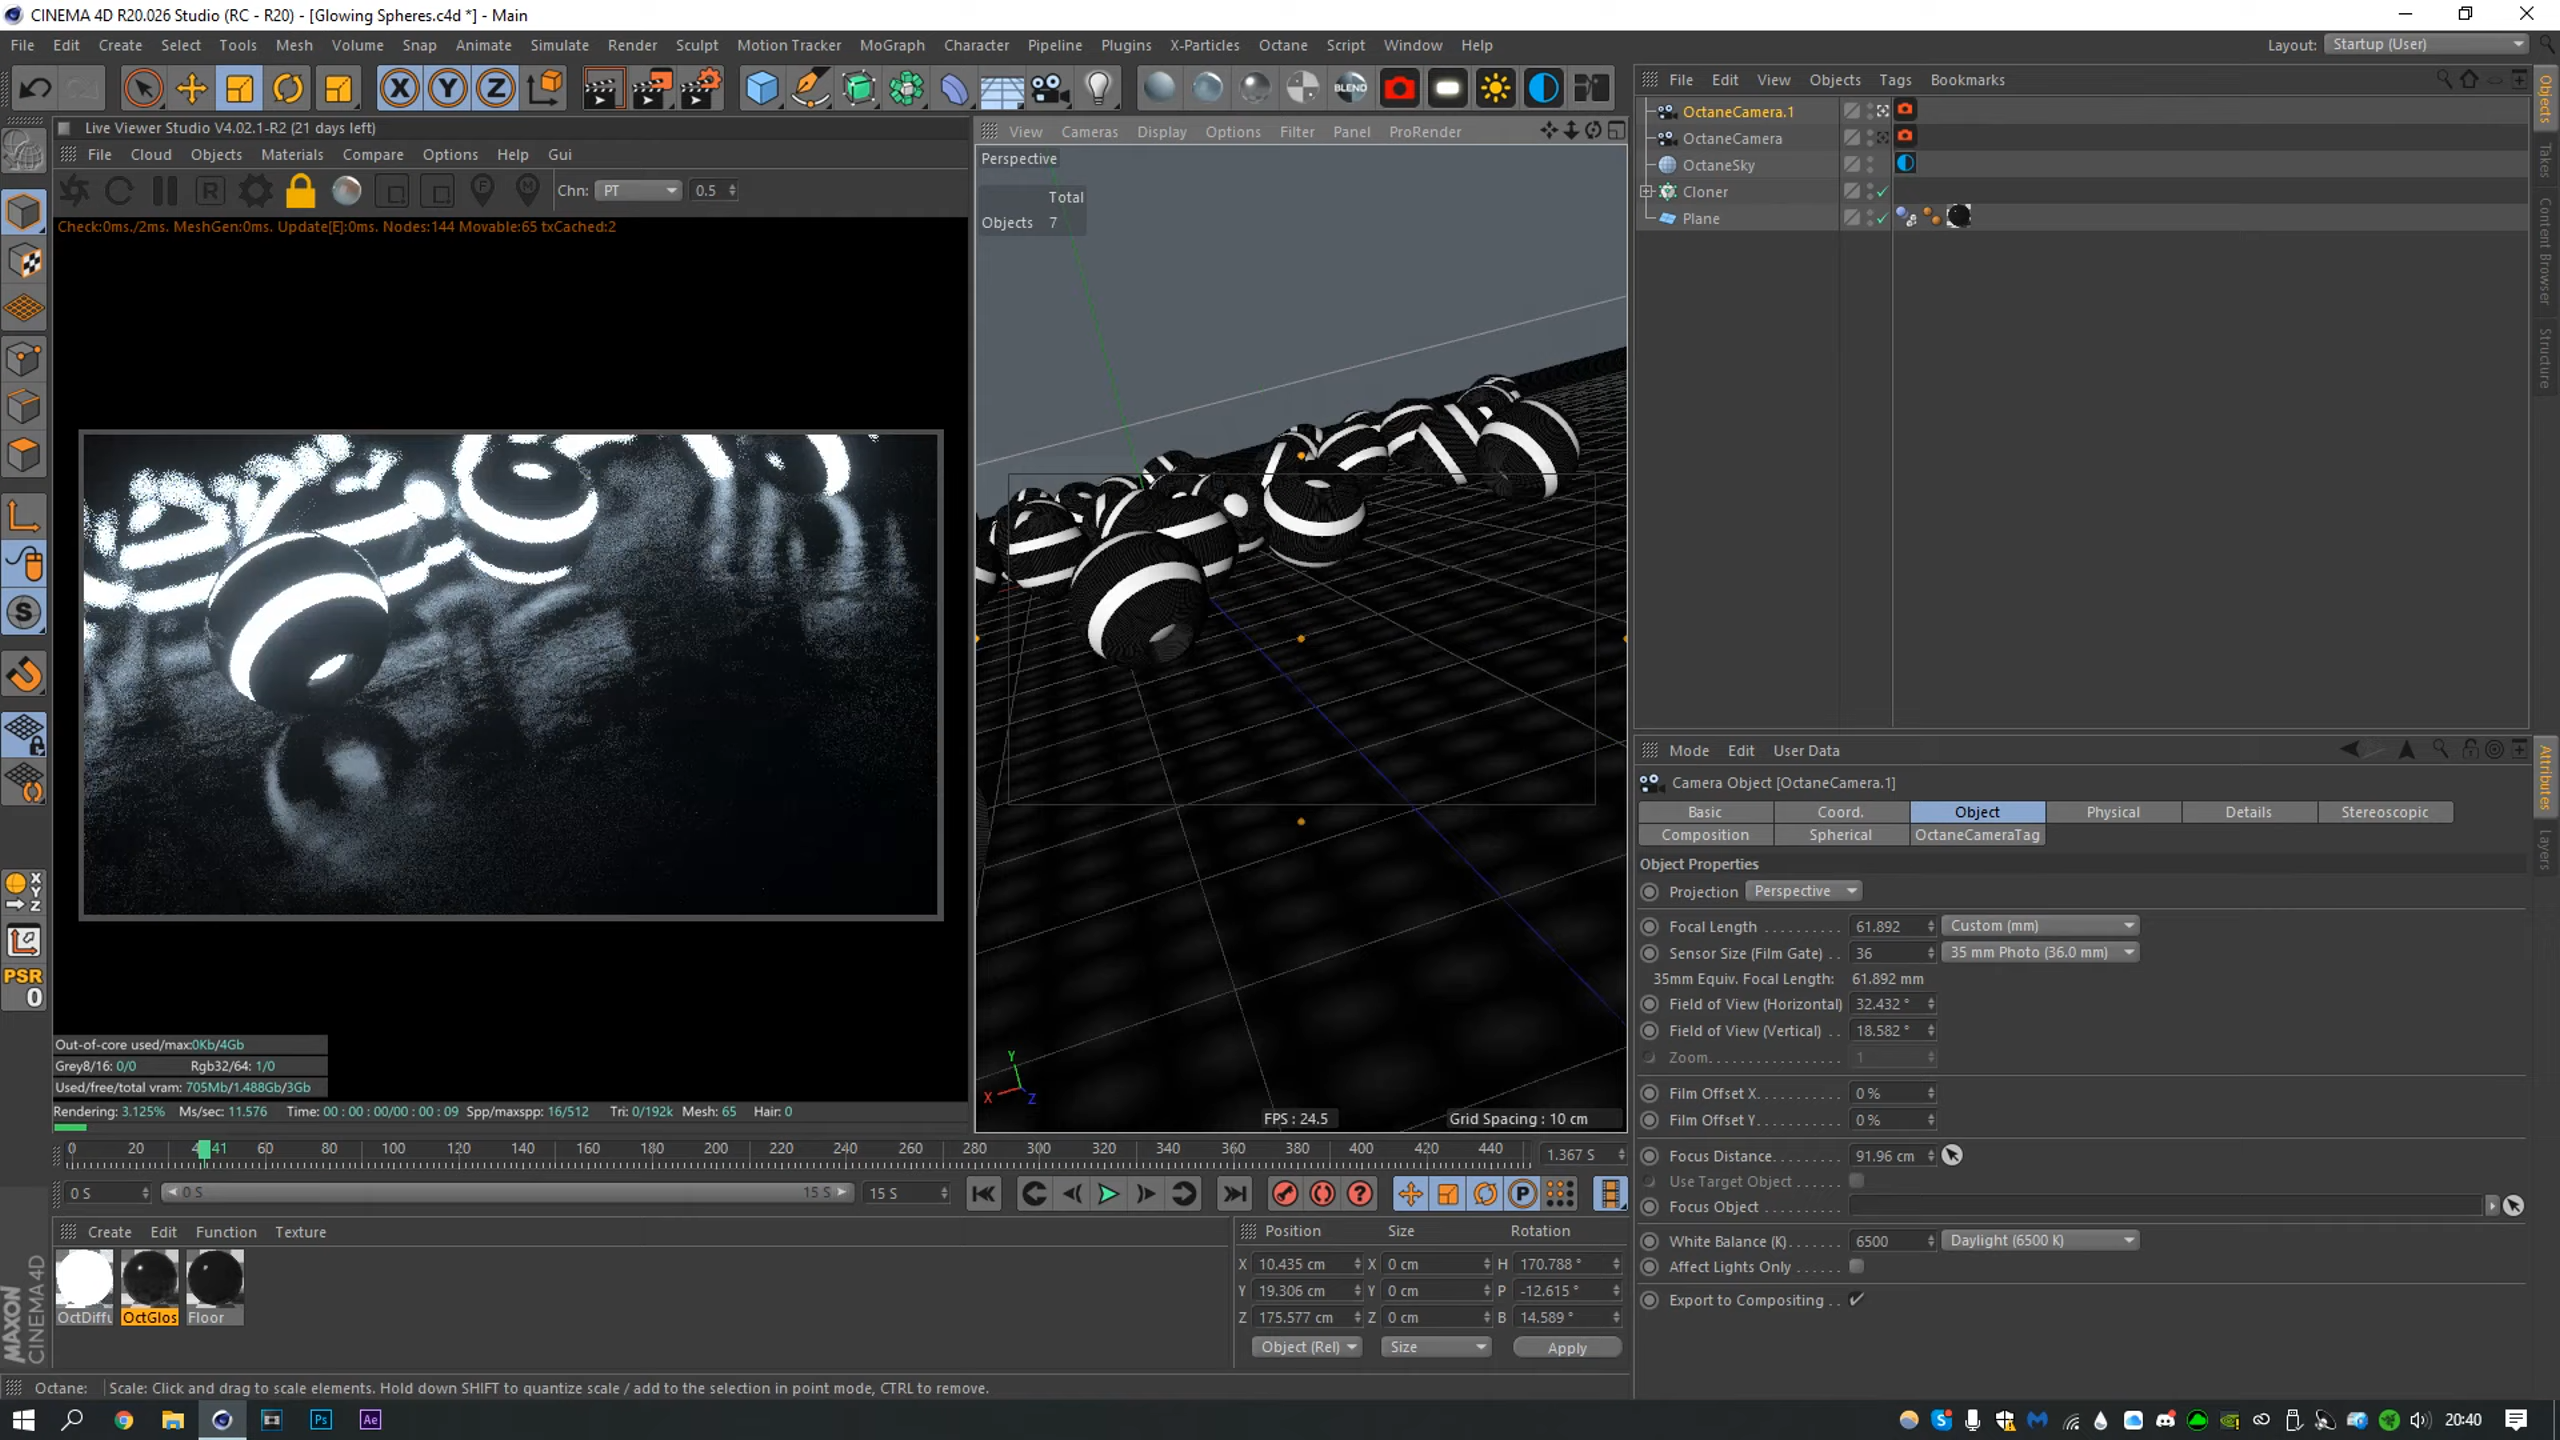 CINEMA 4D R20.026 Studio (RC - R20) - [Glowing Spheres.c4d *] - Main
File Edit Create Select Tools Mesh Volume Snap Animate Simulate Render Sculpt Motion Tracker MoGraph Character Pipeline Plugins X-Particles Octane Script Window Help
Layout: Startup (User)
BLEND
File Edit View Objects Tags Bookmarks
Live Viewer Studio V4.02.1-R2 (21 days left)
File Cloud Objects Materials Compare Options Help Gui
Chn: PT 0.5
Check:0ms./2ms. MeshGen:0ms. Update[E]:0ms. Nodes:144 Movable:65 txCached:2
View Cameras Display Options Filter Panel ProRender
Perspective
Total
Objects 7
OctaneCamera.1
OctaneCamera
OctaneSky
Cloner
Plane
Objects
Takes
Content Browser
Structure
Mode Edit User Data
Camera Object [OctaneCamera.1]
Basic Coord. Object Physical Details Stereoscopic
Composition Spherical OctaneCameraTag
Attributes
Layers
Object Properties
Projection Perspective
Focal Length . . . . . . . . . . 61.892 Custom (mm)
Sensor Size (Film Gate) . . 36 35 mm Photo (36.0 mm)
35mm Equiv. Focal Length: 61.892 mm
Field of View (Horizontal) 32.432 °
Field of View (Vertical) . . 18.582 °
Zoom. . . . . . . . . . . . . . . . . 1
Film Offset X. . . . . . . . . . 0 %
Film Offset Y. . . . . . . . . . 0 %
Focus Distance. . . . . . . . . 91.96 cm
Use Target Object . . . . . .
Focus Object . . . . . . . . . .
White Balance (K). . . . . . . 6500 Daylight (6500 K)
Affect Lights Only . . . . . .
Export to Compositing . .
Y
X
Z
FPS : 24.5
Grid Spacing : 10 cm
X
Y
Z
PSR
0
Out-of-core used/max:0Kb/4Gb
Grey8/16: 0/0 Rgb32/64: 1/0
Used/free/total vram: 705Mb/1.488Gb/3Gb
Rendering: 3.125% Ms/sec: 11.576 Time: 00 : 00 : 00/00 : 00 : 09 Spp/maxspp: 16/512 Tri: 0/192k Mesh: 65 Hair: 0
0 20 41 60 80 100 120 140 160 180 200 220 240 260 280 300 320 340 360 380 400 420 440 1.367 S
0 S 0 S 15 S 15 S
Create Edit Function Texture
OctDiffu OctGlos Floor
Position Size Rotation
X 10.435 cm X 0 cm H 170.788 °
Y 19.306 cm Y 0 cm P -12.615 °
Z 175.577 cm Z 0 cm B 14.589 °
Object (Rel) Size Apply
MAXON
CINEMA 4D
Octane: Scale: Click and drag to scale elements. Hold down SHIFT to quantize scale / add to the selection in point mode, CTRL to remove.
Ps Ae
20:40